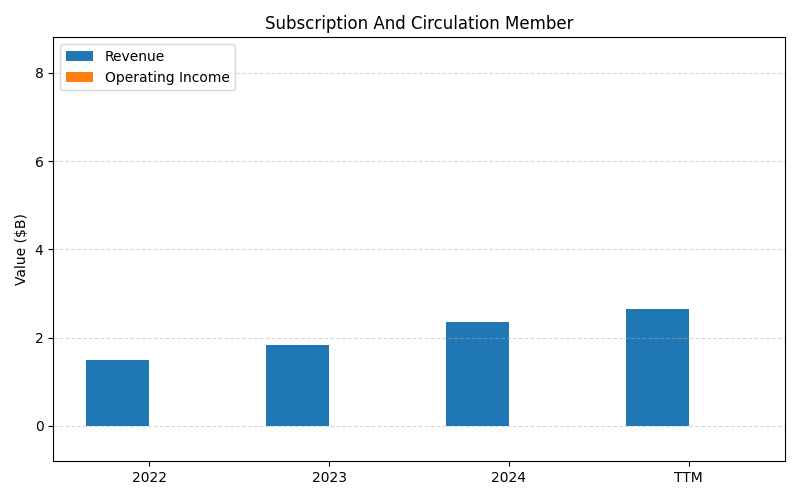 Subscription And Circulation Member
Revenue
Operating Income
Value ($B)
8
6
4
2
0
2022
2023
2024
TTM